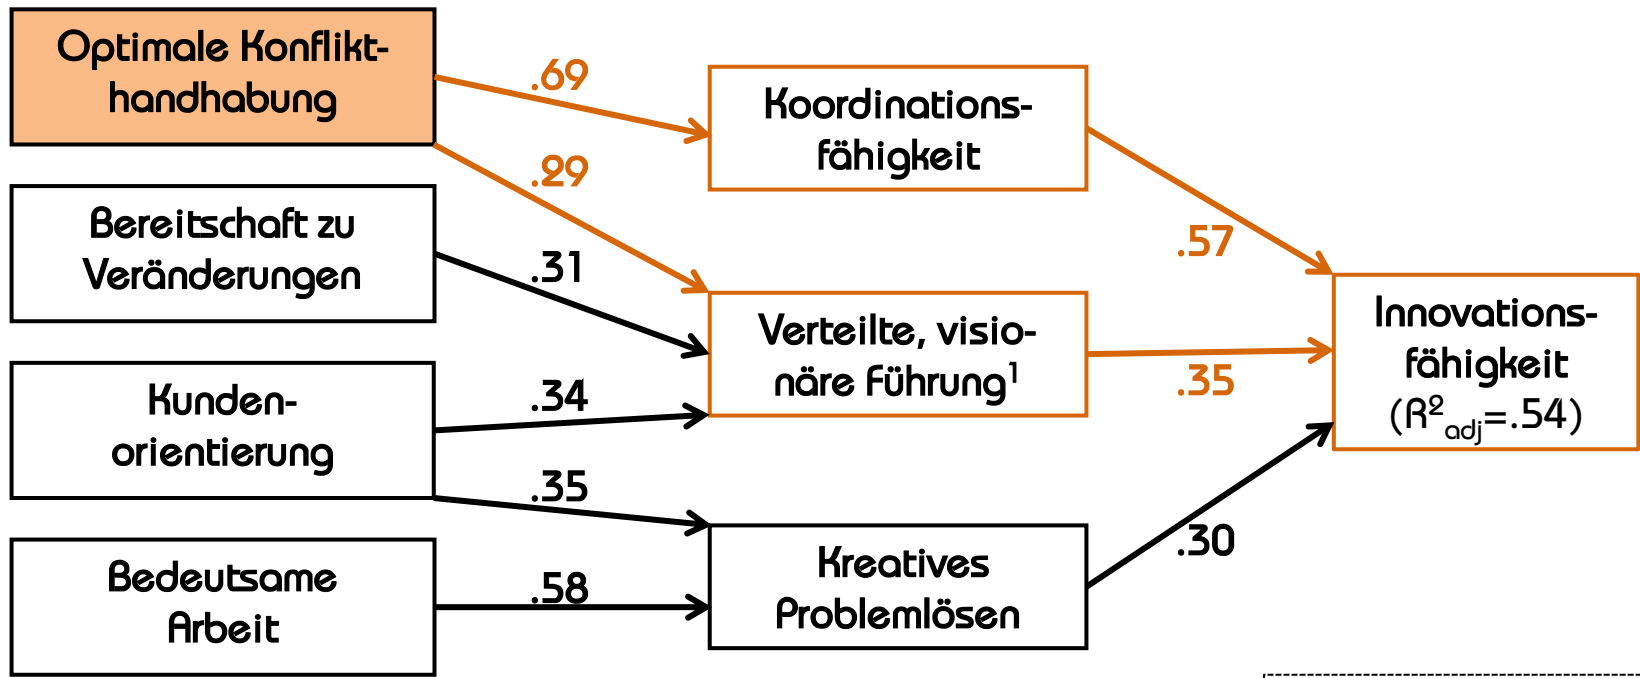 Optimale Konflikt-
handhabung
.69
Koordinations-
fähigkeit
.29
Bereitschaft zu
Veränderungen
.31
.57
Verteilte, visio-
näre Führung¹
Innovations-
fähigkeit
(R²adj=.54)
.35
Kunden-
orientierung
.34
.35
.30
Kreatives
Problemlösen
Bedeutsame
Arbeit
.58